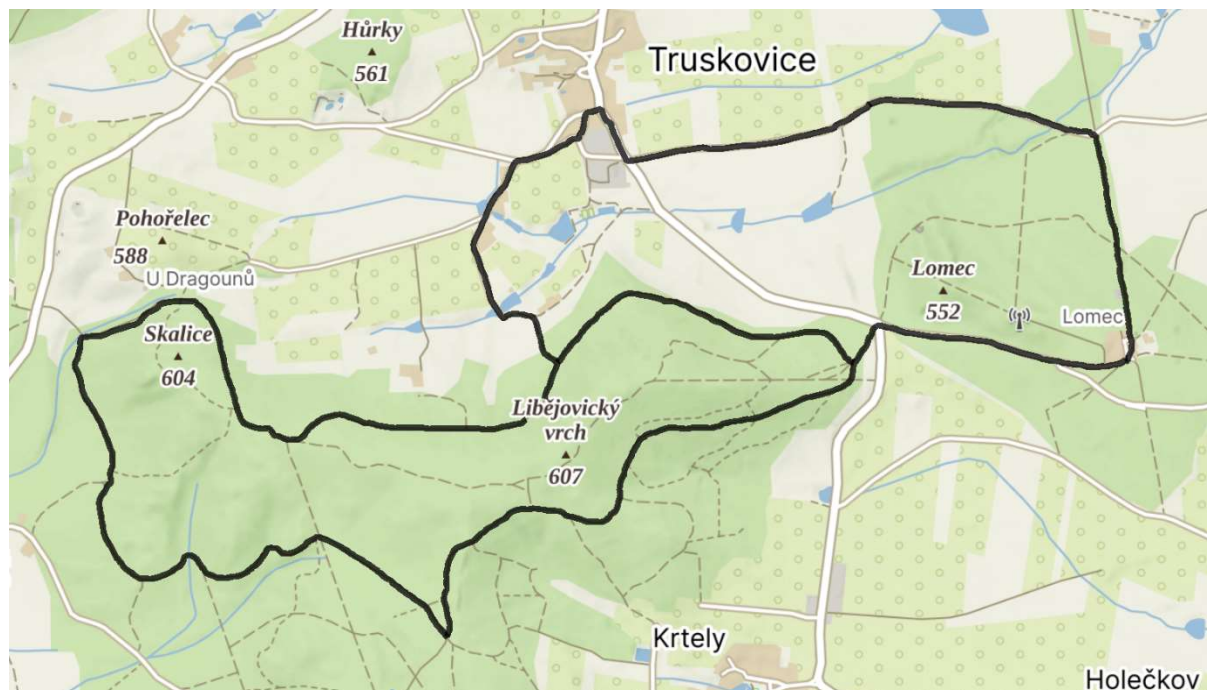 Hůrky
561
Truskovice
Pohořelec
588
U Dragounů
Skalice
604
Lomec
552
Lomec
Libějovický
vrch
607
Krtely
Holečkov